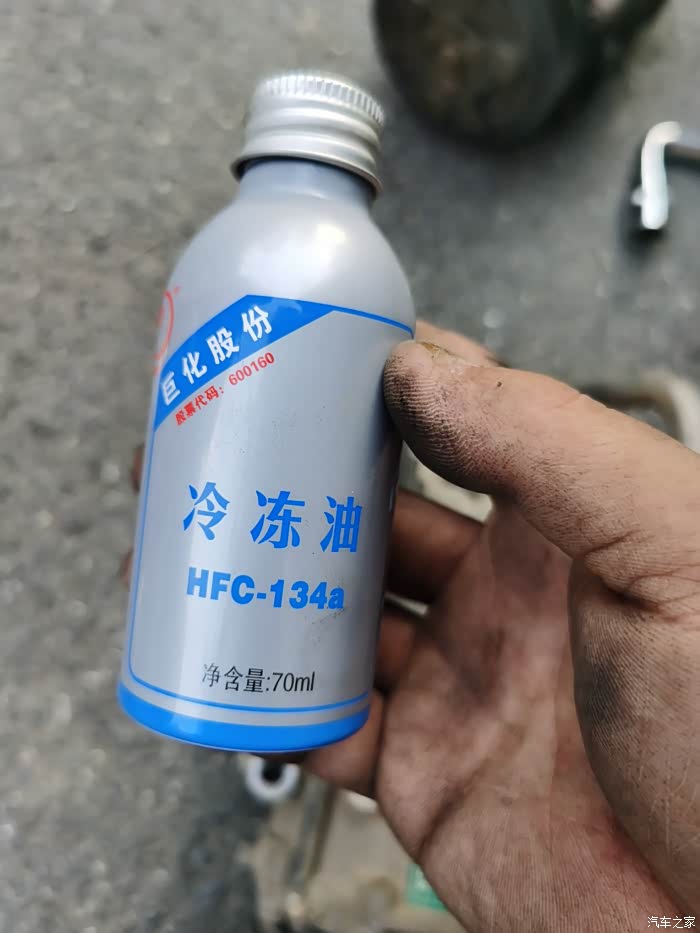 巨化股份
股票代码：600160
冷冻油
HFC-134a
净含量:70ml
汽车之家